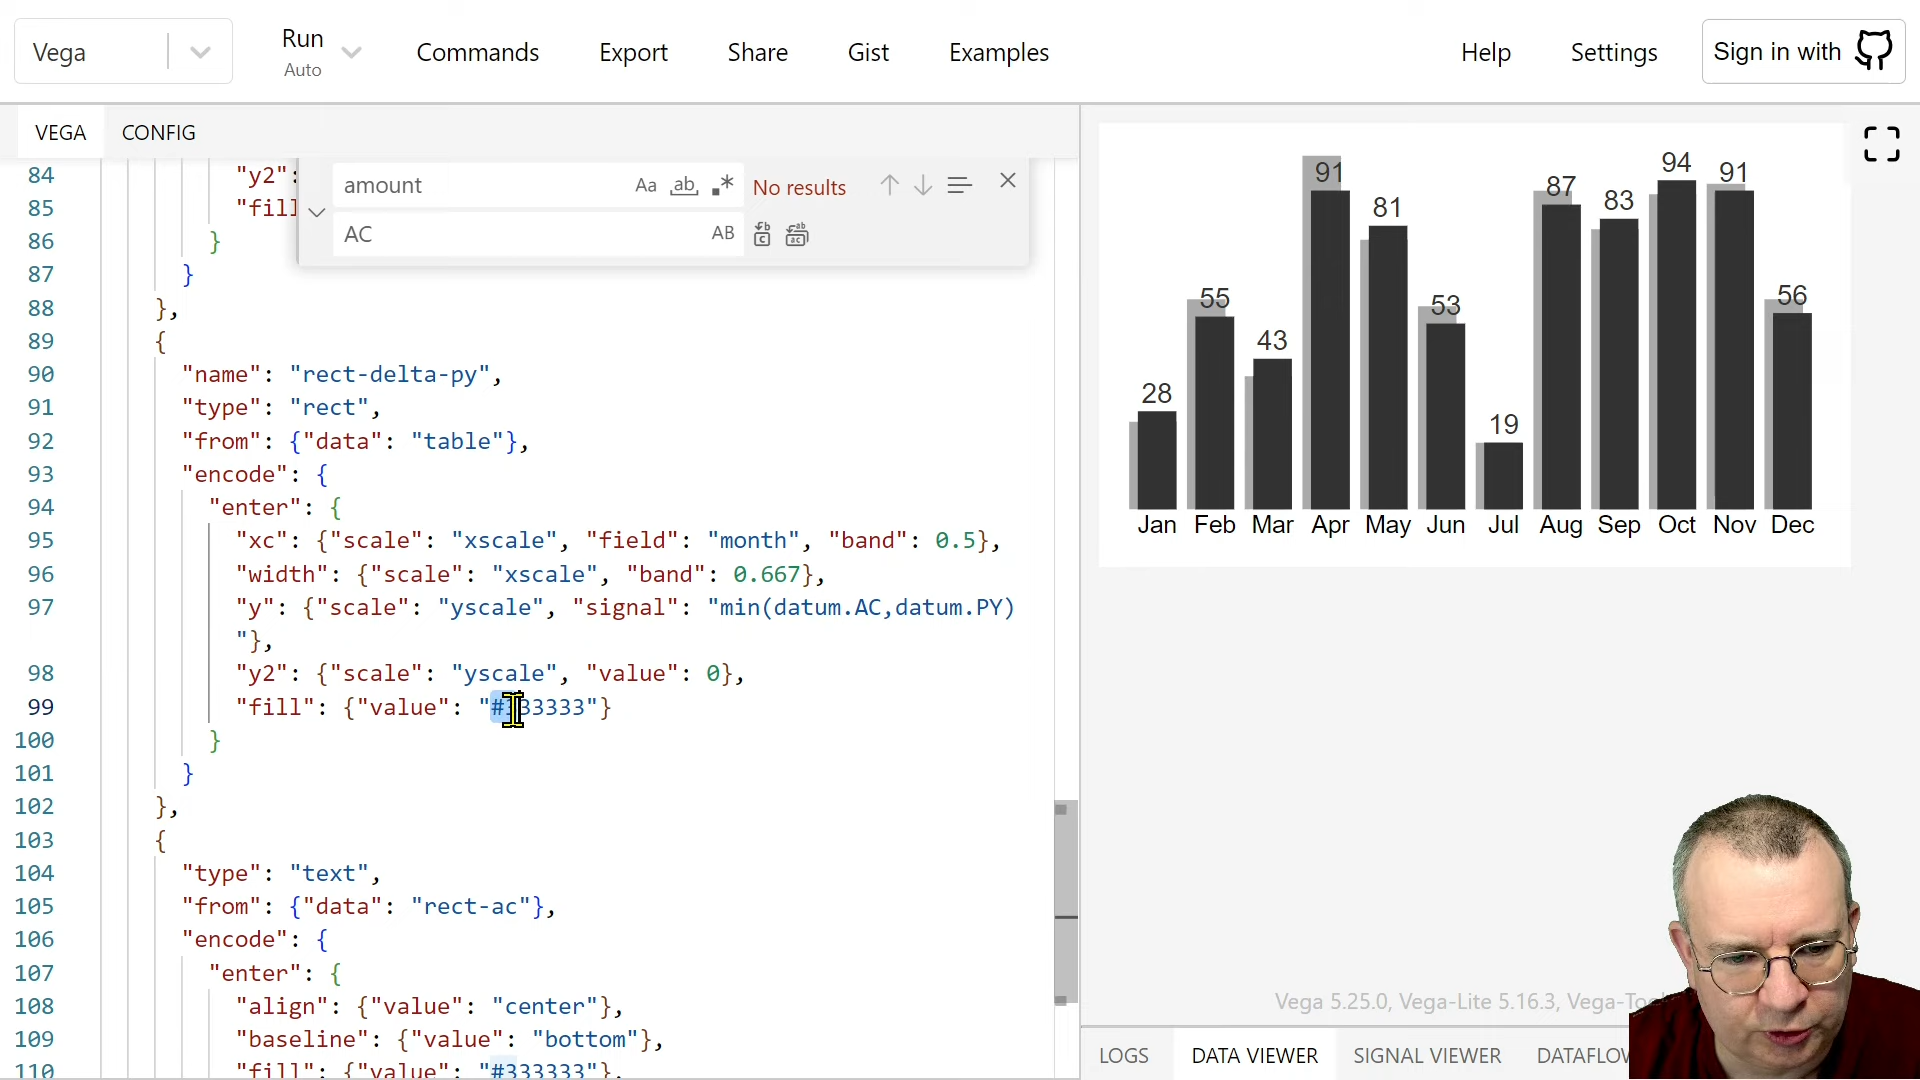 Vega
Run
Auto
Commands
Export
Share
Gist
Examples
Help
Settings
Sign in with
VEGA
CONFIG
amount
Aa
ab
.*
No results
AC
AB
84 "y2":
85 "fill
86 }
87 }
88 },
89 {
90 "name": "rect-delta-py",
91 "type": "rect",
92 "from": {"data": "table"},
93 "encode": {
94 "enter": {
95 "xc": {"scale": "xscale", "field": "month", "band": 0.5},
96 "width": {"scale": "xscale", "band": 0.667},
97 "y": {"scale": "yscale", "signal": "min(datum.AC,datum.PY)
"},
98 "y2": {"scale": "yscale", "value": 0},
99 "fill": {"value": "#333333"}
100 }
101 }
102 },
103 {
104 "type": "text",
105 "from": {"data": "rect-ac"},
106 "encode": {
107 "enter": {
108 "align": {"value": "center"},
109 "baseline": {"value": "bottom"},
110 "fill": {"value": "#333333"},
28 55 43 91 81 53 19 87 83 94 91 56
Jan Feb Mar Apr May Jun Jul Aug Sep Oct Nov Dec
Vega 5.25.0, Vega-Lite 5.16.3, Vega-To
LOGS
DATA VIEWER
SIGNAL VIEWER
DATAFLOW